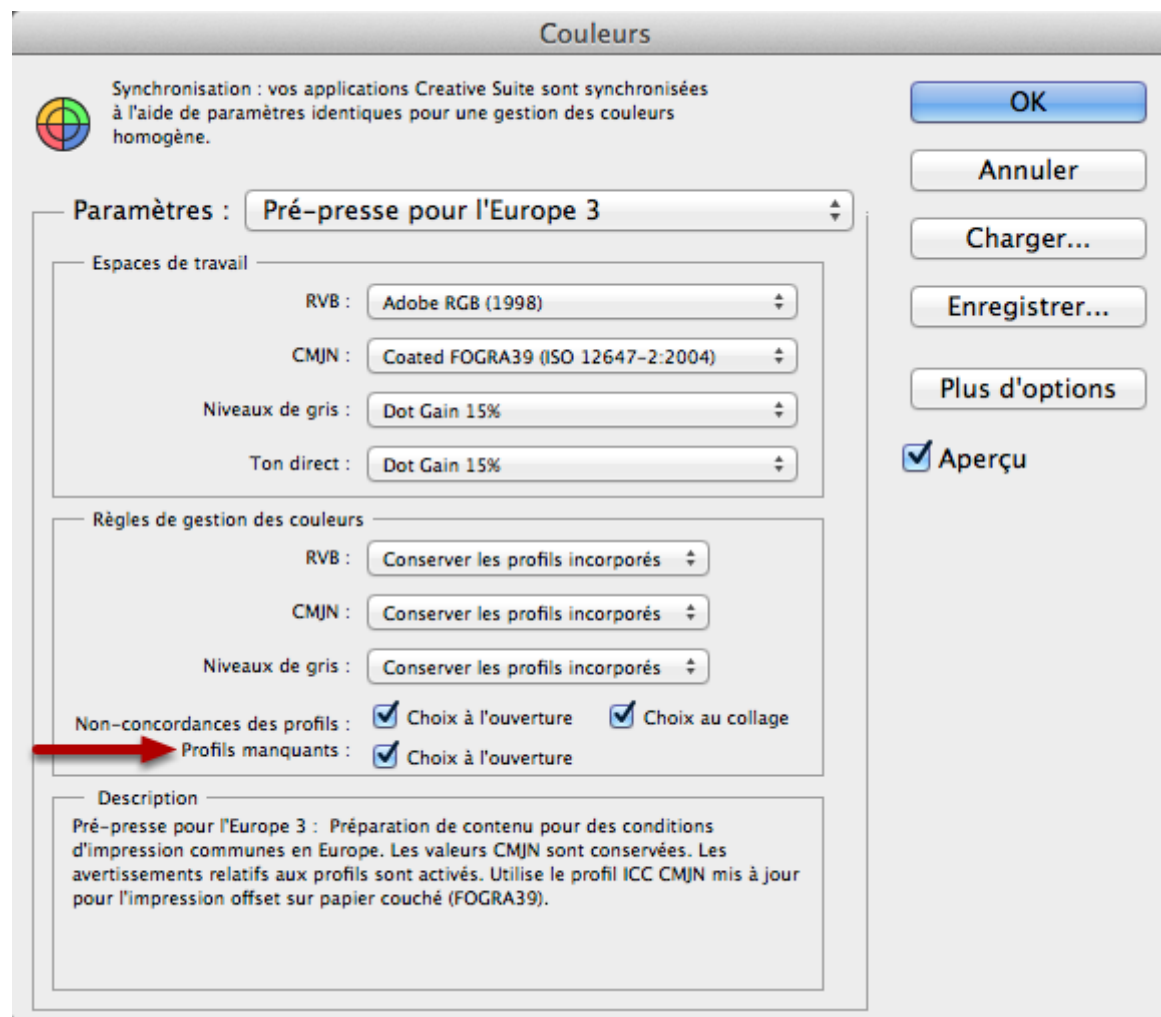 Couleurs
Synchronisation : vos applications Creative Suite sont synchronisées
à l'aide de paramètres identiques pour une gestion des couleurs
homogène.
OK
Annuler
Charger...
Enregistrer...
Plus d'options
Aperçu
Paramètres : Pré-presse pour l'Europe 3
Espaces de travail
RVB : Adobe RGB (1998)
CMJN : Coated FOGRA39 (ISO 12647-2:2004)
Niveaux de gris : Dot Gain 15%
Ton direct : Dot Gain 15%
Règles de gestion des couleurs
RVB : Conserver les profils incorporés
CMJN : Conserver les profils incorporés
Niveaux de gris : Conserver les profils incorporés
Non-concordances des profils : Choix à l'ouverture Choix au collage
Profils manquants : Choix à l'ouverture
Description
Pré-presse pour l'Europe 3 : Préparation de contenu pour des conditions
d'impression communes en Europe. Les valeurs CMJN sont conservées. Les
avertissements relatifs aux profils sont activés. Utilise le profil ICC CMJN mis à jour
pour l'impression offset sur papier couché (FOGRA39).